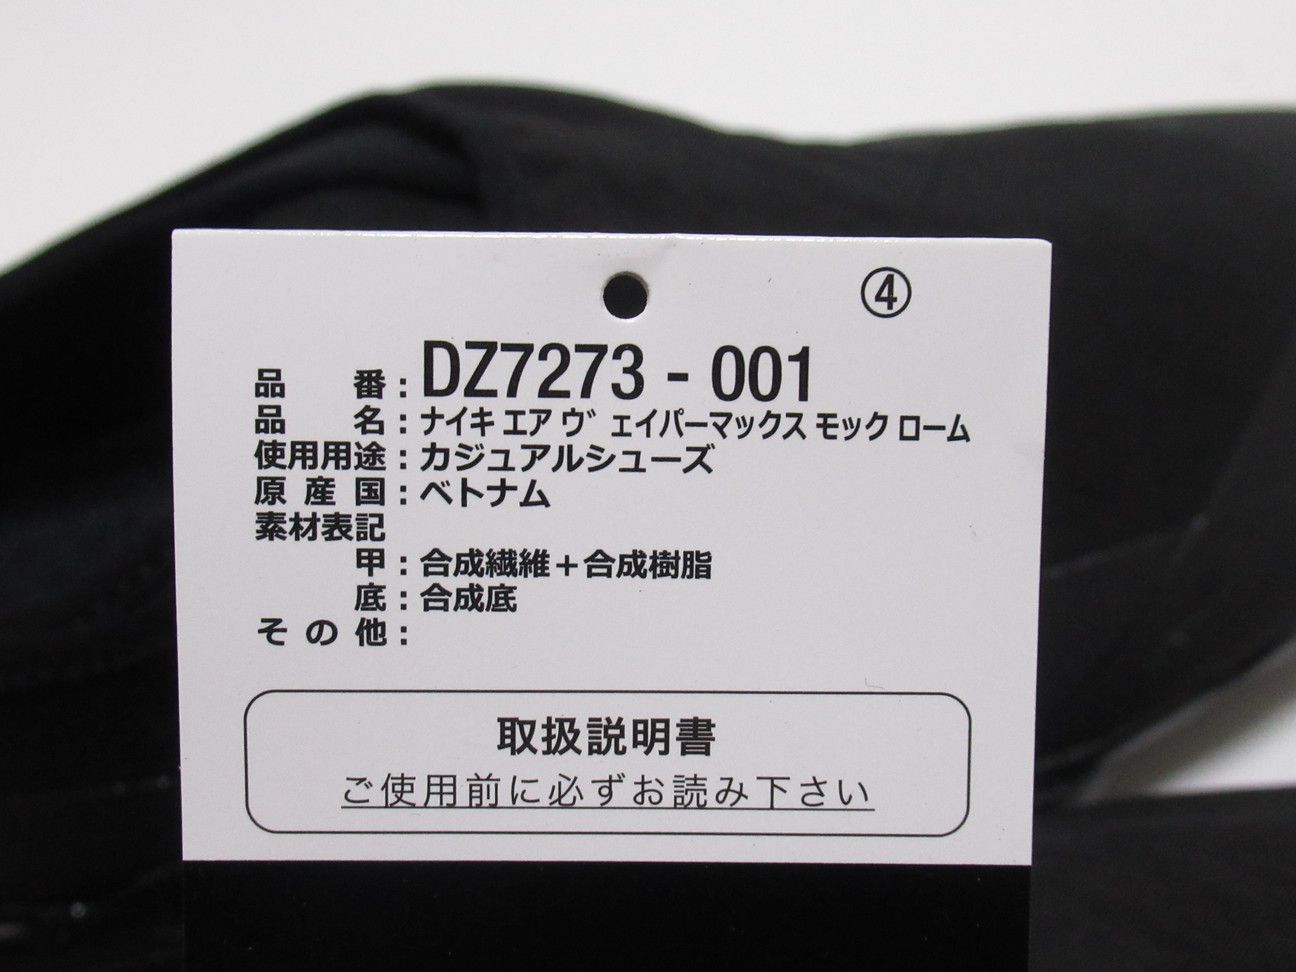 ④
品番：DZ7273-001
品名：ナイキ エア ヴェイパーマックス モック ローム
使用用途：カジュアルシューズ
原産国：ベトナム
素材表記
甲：合成繊維＋合成樹脂
底：合成底
その他：
取扱説明書
ご使用前に必ずお読み下さい